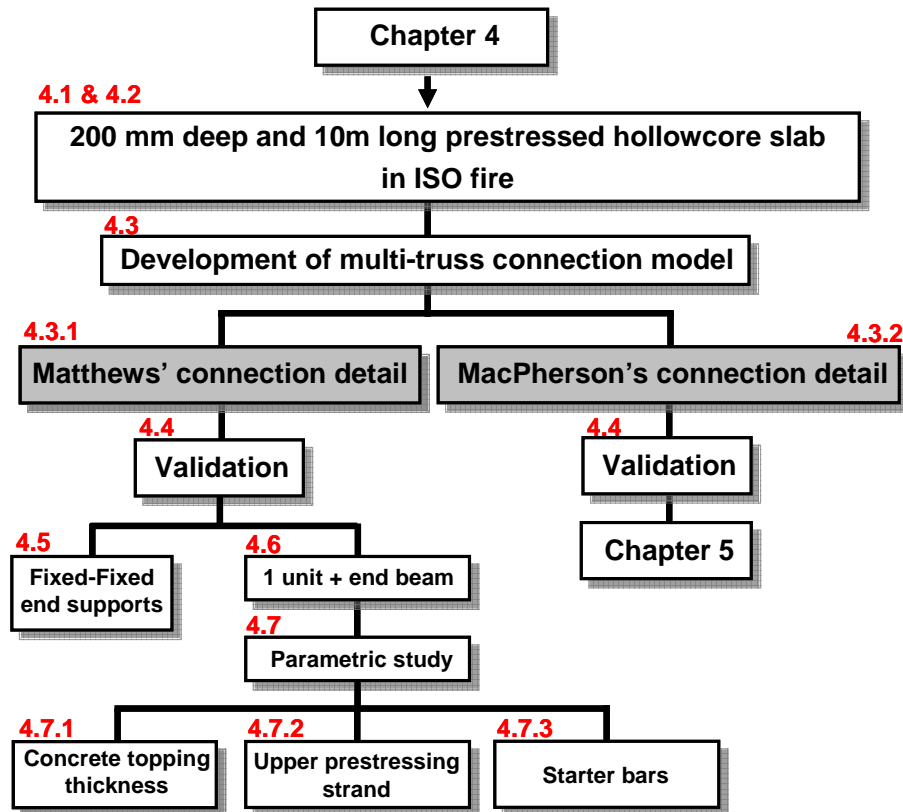 Chapter 4
4.1 & 4.2
200 mm deep and 10m long prestressed hollowcore slab
in ISO fire
4.3
Development of multi-truss connection model
4.3.1
Matthews’ connection detail
4.3.2
MacPherson’s connection detail
4.4
Validation
4.4
Validation
4.5
Fixed-Fixed
end supports
4.6
1 unit + end beam
Chapter 5
4.7
Parametric study
4.7.1
Concrete topping
thickness
4.7.2
Upper prestressing
strand
4.7.3
Starter bars